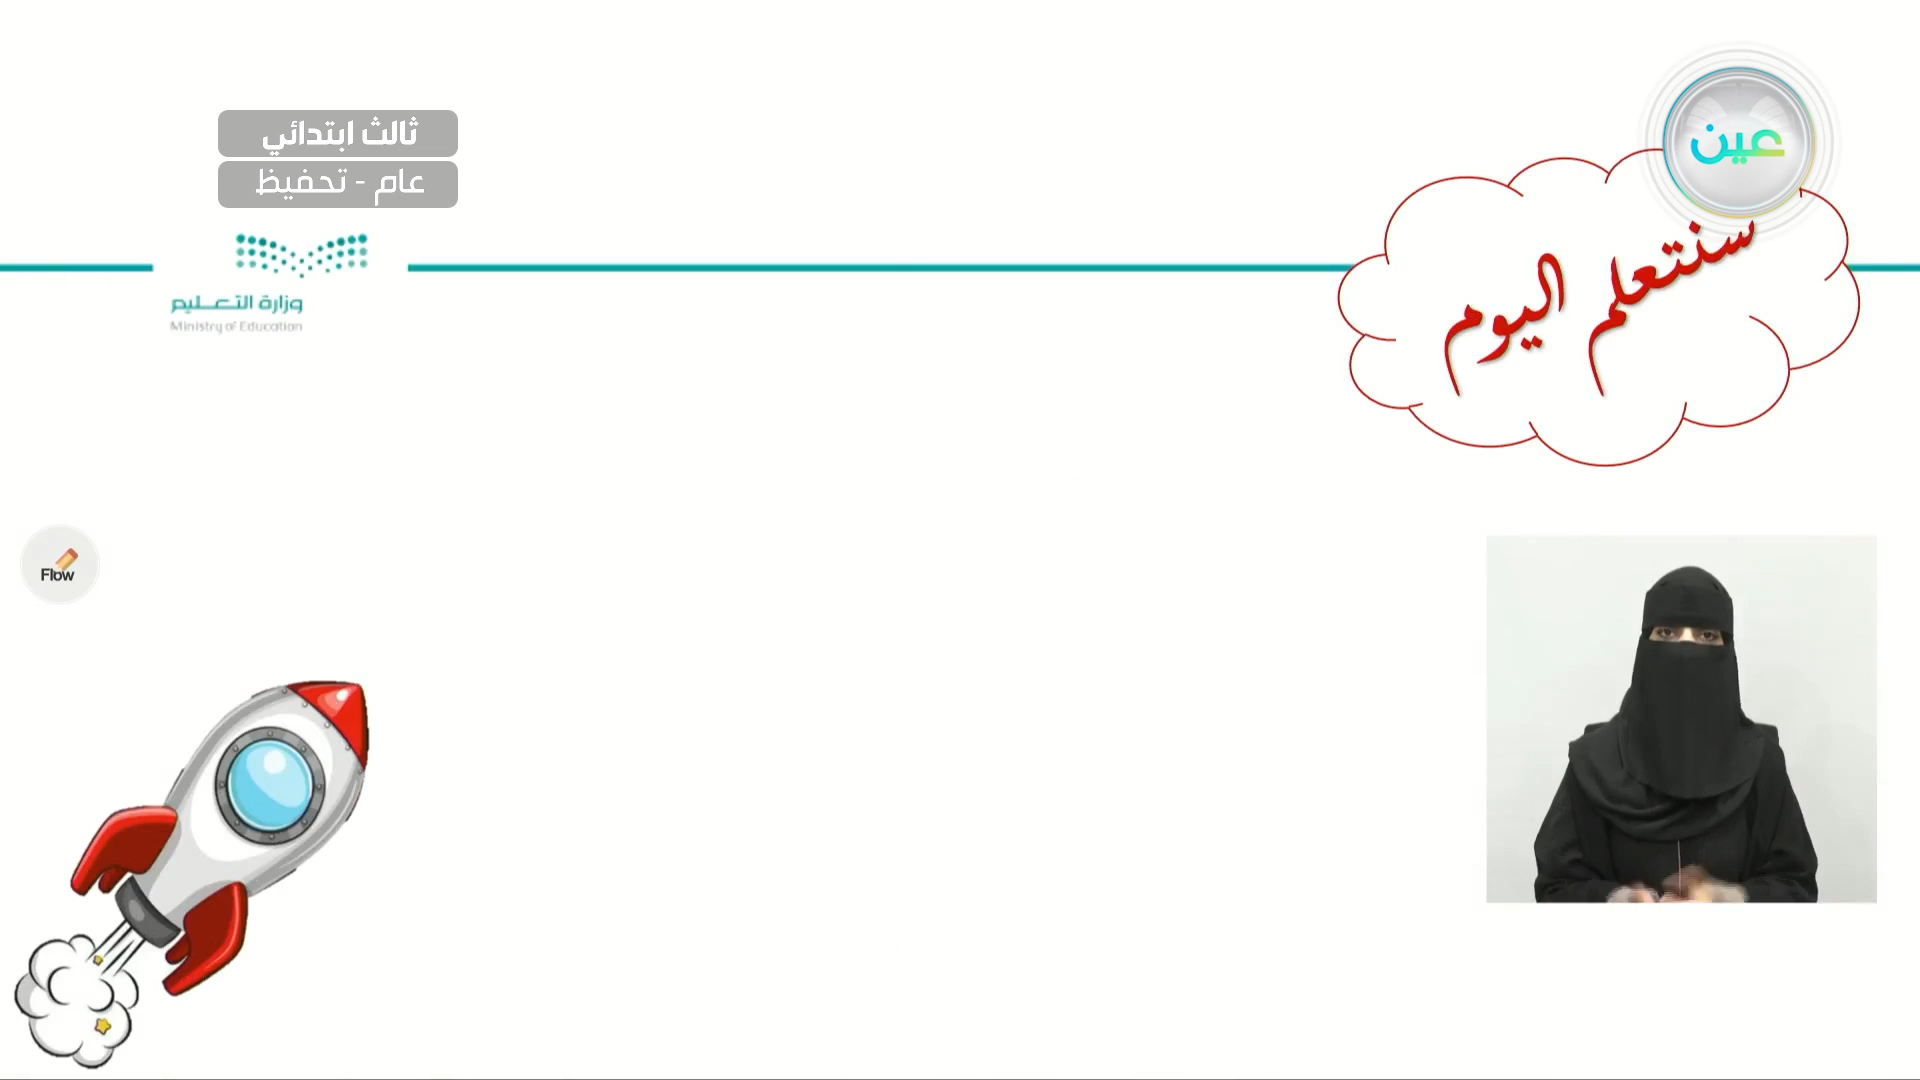 ثالث ابتدائي
عام - تحفيظ
عين
سنتعلم اليوم
وزارة التعليم
Ministry of Education
Flow